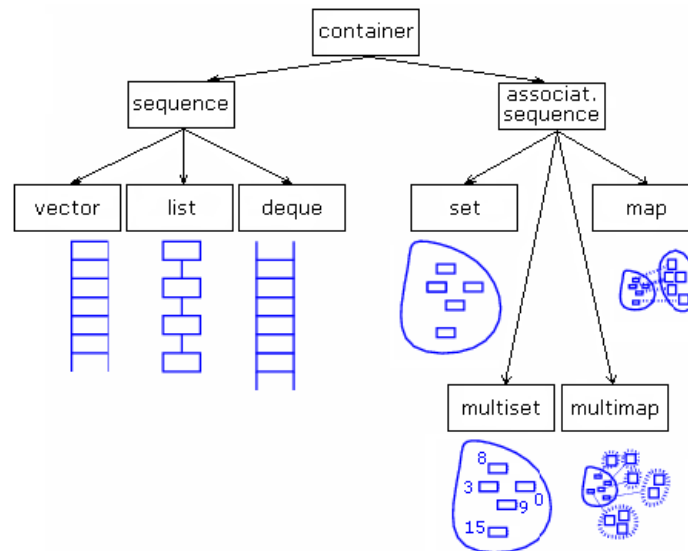 container
sequence
associat.
sequence
vector
list
deque
set
map
multiset
multimap
8
3
0
9
15